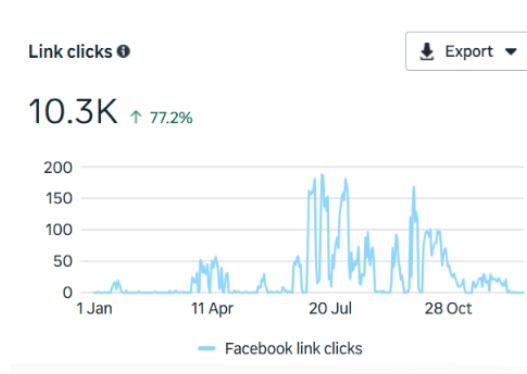 Link clicks
Export
10.3K ↑ 77.2%
200
150
100
50
0
1 Jan 11 Apr 20 Jul 28 Oct
Facebook link clicks